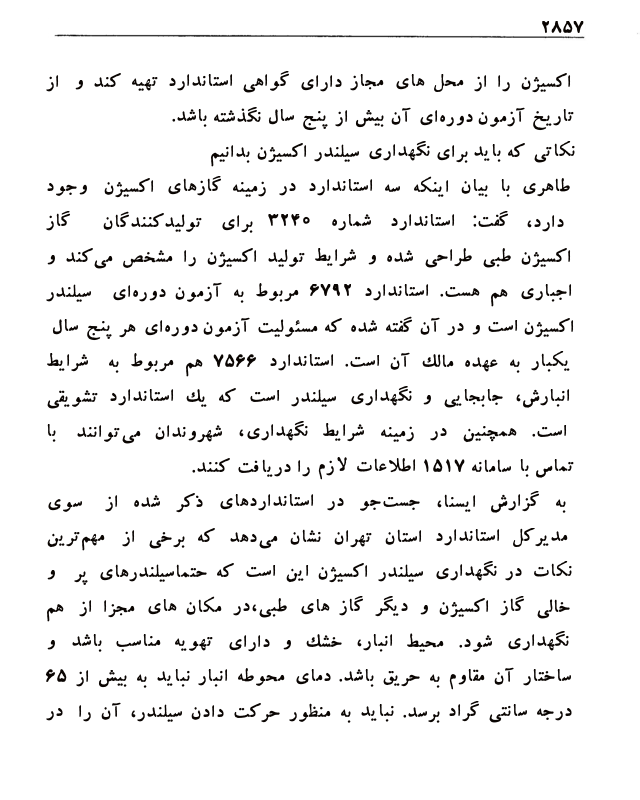 ۲۸۵۷
اکسیژن را از محل های مجاز دارای گواهی استاندارد تهیه کند و از
تاریخ آزمون دوره‌ای آن بیش از پنج سال نگذشته باشد.
نکاتی که باید برای نگهداری سیلندر اکسیژن بدانیم
طاهری با بیان اینکه سه استاندارد در زمینه گازهای اکسیژن وجود
دارد، گفت: استاندارد شماره ۳۲۴۰ برای تولیدکنندگان گاز
اکسیژن طبی طراحی شده و شرایط تولید اکسیژن را مشخص می‌کند و
اجباری هم هست. استاندارد ۶۷۹۲ مربوط به آزمون دوره‌ای سیلندر
اکسیژن است و در آن گفته شده که مسئولیت آزمون دوره‌ای هر پنج سال
یکبار به عهده مالك آن است. استاندارد ۷۵۶۶ هم مربوط به شرایط
انبارش، جابجایی و نگهداری سیلندر است که یك استاندارد تشویقی
است. همچنین در زمینه شرایط نگهداری، شهروندان می‌توانند با
تماس با سامانه ۱۵۱۷ اطلاعات لازم را دریافت کنند.
به گزارش ایسنا، جست‌جو در استانداردهای ذکر شده از سوی
مدیرکل استاندارد استان تهران نشان می‌دهد که برخی از مهم‌ترین
نکات در نگهداری سیلندر اکسیژن این است که حتماسیلندرهای پر و
خالی گاز اکسیژن و دیگر گاز های طبی،در مکان های مجزا از هم
نگهداری شود. محیط انبار، خشك و دارای تهویه مناسب باشد و
ساختار آن مقاوم به حریق باشد. دمای محوطه انبار نباید به بیش از ۶۵
درجه سانتی گراد برسد. نباید به منظور حرکت دادن سیلندر، آن را در